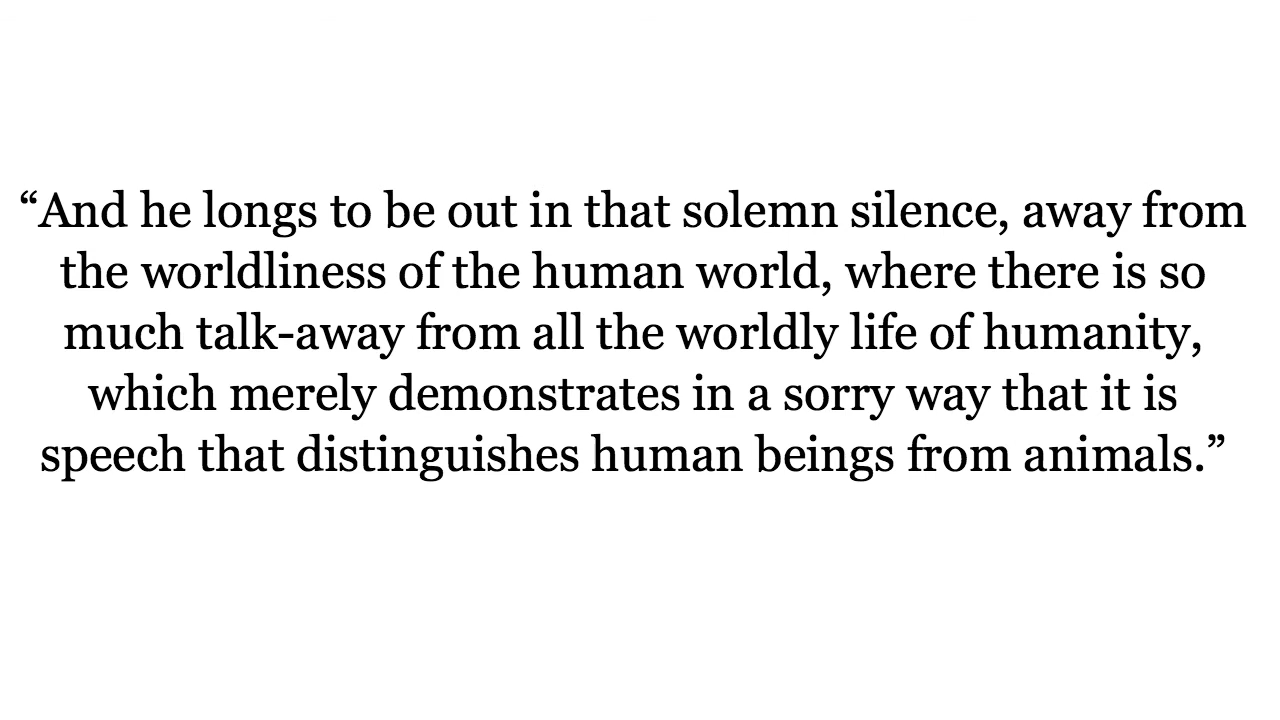 “And he longs to be out in that solemn silence, away from
the worldliness of the human world, where there is so
much talk-away from all the worldly life of humanity,
which merely demonstrates in a sorry way that it is
speech that distinguishes human beings from animals.”